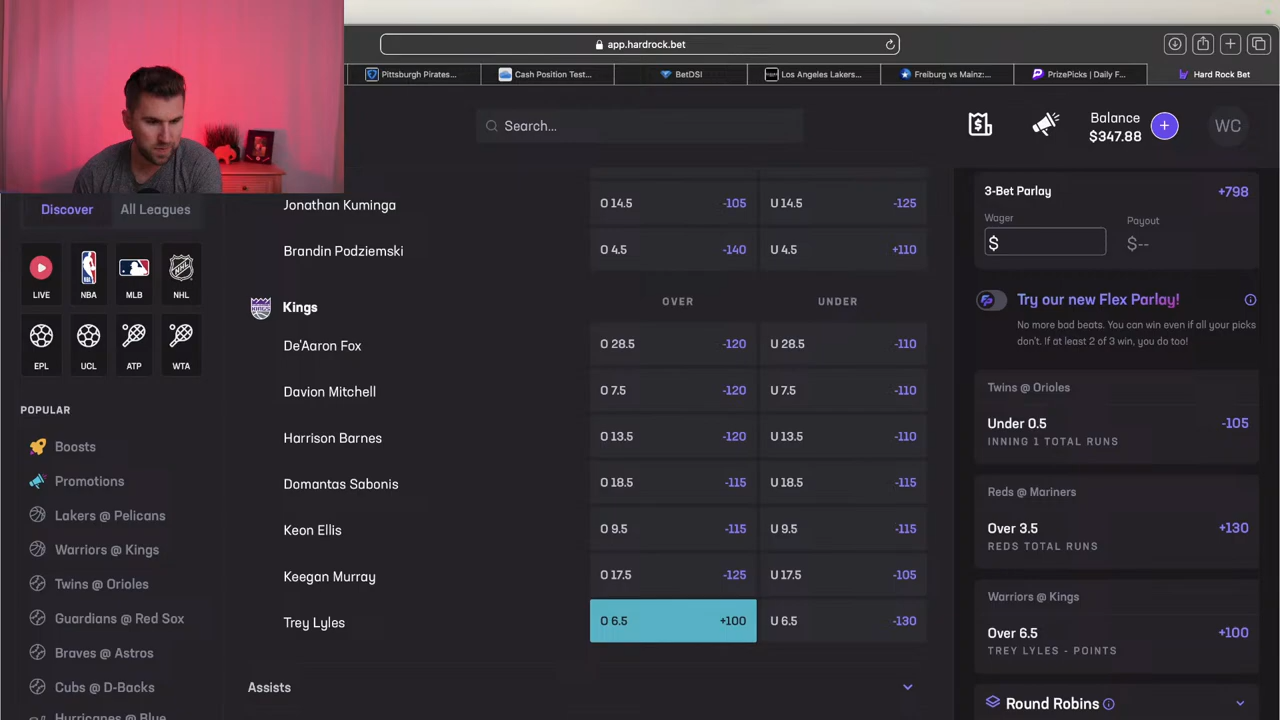 app.hardrock.bet
Pittsburgh Pirates...
Cash Position Test...
BetDSI
Los Angeles Lakers...
Freiburg vs Mainz:...
PrizePicks | Daily F...
Hard Rock Bet
Search...
Balance
$347.88
WC
Discover
All Leagues
LIVE
NBA
MLB
NHL
EPL
UCL
ATP
WTA
POPULAR
Boosts
Promotions
Lakers @ Pelicans
Warriors @ Kings
Twins @ Orioles
Guardians @ Red Sox
Braves @ Astros
Cubs @ D-Backs
Hurricanes @ Blue
Jonathan Kuminga
O 14.5 -105
U 14.5 -125
Brandin Podziemski
O 4.5 -140
U 4.5 +110
KINGS
Kings
OVER
UNDER
De'Aaron Fox
O 28.5 -120
U 28.5 -110
Davion Mitchell
O 7.5 -120
U 7.5 -110
Harrison Barnes
O 13.5 -120
U 13.5 -110
Domantas Sabonis
O 18.5 -115
U 18.5 -115
Keon Ellis
O 9.5 -115
U 9.5 -115
Keegan Murray
O 17.5 -125
U 17.5 -105
Trey Lyles
O 6.5 +100
U 6.5 -130
Assists
3-Bet Parlay +798
Wager
$
Payout
$--
Try our new Flex Parlay!
No more bad beats. You can win even if all your picks
don't. If at least 2 of 3 win, you do too!
Twins @ Orioles
Under 0.5 -105
INNING 1 TOTAL RUNS
Reds @ Mariners
Over 3.5 +130
REDS TOTAL RUNS
Warriors @ Kings
Over 6.5 +100
TREY LYLES - POINTS
Round Robins